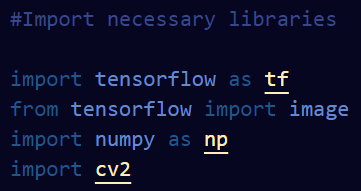 #Import necessary libraries
import tensorflow as tf
from tensorflow import image
import numpy as np
import cv2